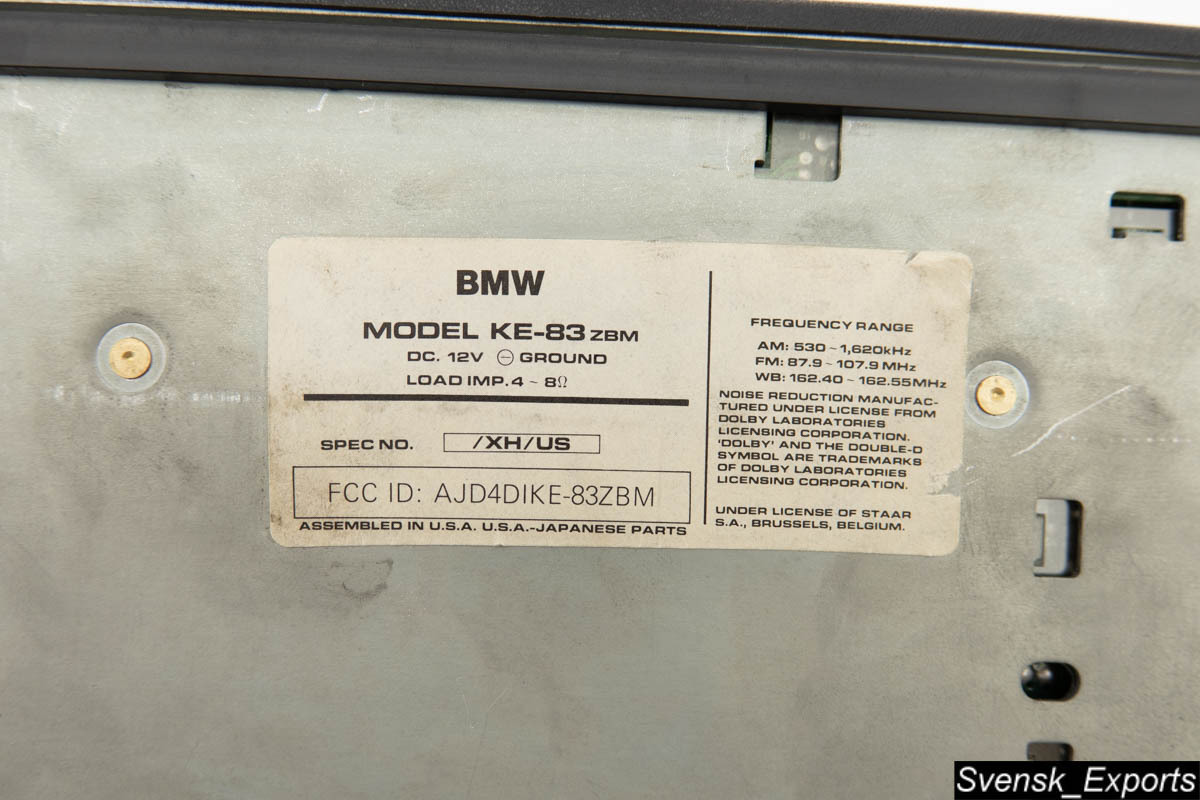 BMW
MODEL KE-83 ZBM
DC. 12V ⊖ GROUND
LOAD IMP. 4 ~ 8Ω
SPEC NO. /XH/US
FCC ID: AJD4DIKE-83ZBM
ASSEMBLED IN U.S.A. U.S.A.-JAPANESE PARTS
FREQUENCY RANGE
AM: 530 ~ 1,620kHz
FM: 87.9 ~ 107.9 MHz
WB: 162.40 ~ 162.55MHz
NOISE REDUCTION MANUFAC-
TURED UNDER LICENSE FROM
DOLBY LABORATORIES
LICENSING CORPORATION.
'DOLBY' AND THE DOUBLE-D
SYMBOL ARE TRADEMARKS
OF DOLBY LABORATORIES
LICENSING CORPORATION.
UNDER LICENSE OF STAAR
S.A., BRUSSELS, BELGIUM.
Svensk_Exports